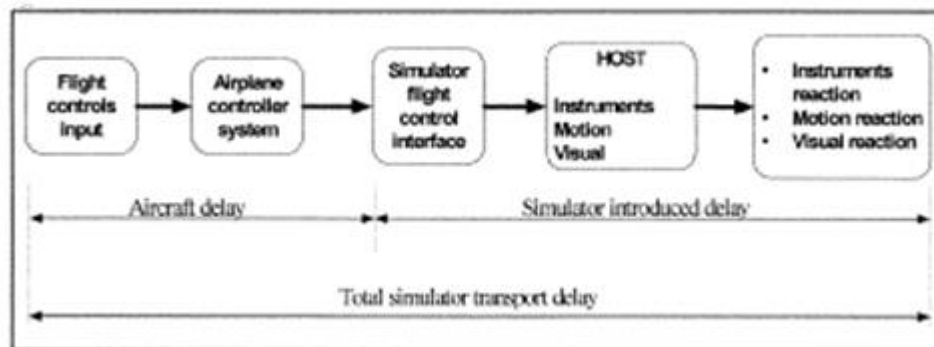 Flight
controls
input
Airplane
controller
system
Simulator
flight
control
interface
HOST
Instruments
Motion
Visual
• Instruments
reaction
• Motion reaction
• Visual reaction
Aircraft delay
Simulator introduced delay
Total simulator transport delay